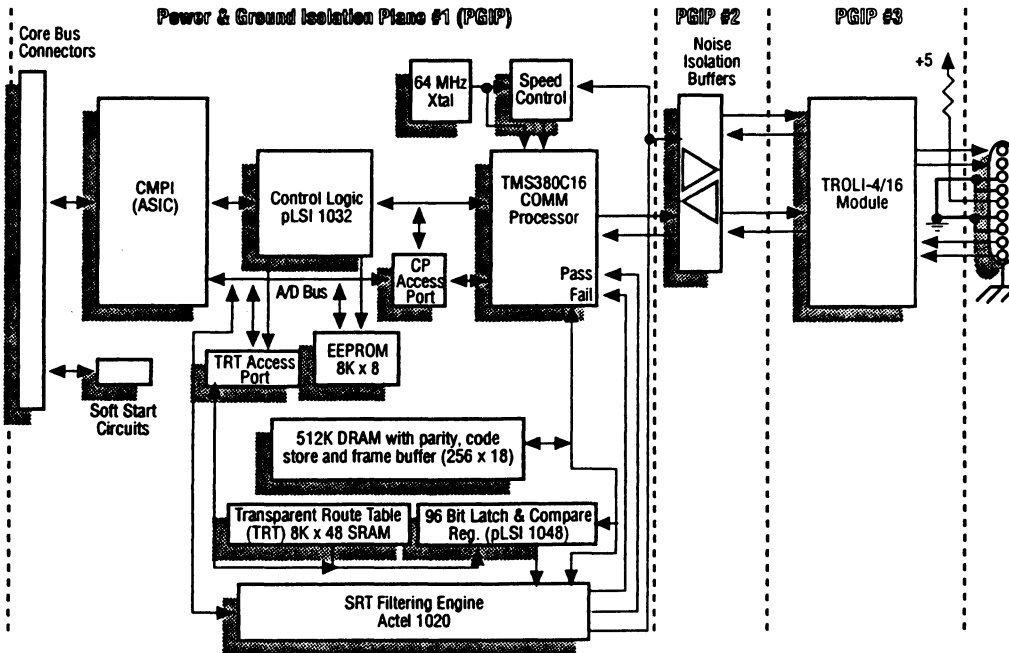 Power & Ground Isolation Plane #1 (PGIP)
PGIP #2
PGIP #3
Core Bus
Connectors
Noise
Isolation
Buffers
+5
64 MHz
Xtal
Speed
Control
CMPI
(ASIC)
Control Logic
pLSI 1032
TMS380C16
COMM
Processor
TROLI-4/16
Module
CP
Access
Port
Pass
Fail
A/D Bus
TRT Access
Port
EEPROM
8K x 8
Soft Start
Circuits
512K DRAM with parity, code
store and frame buffer (256 x 18)
Transparent Route Table
(TRT) 8K x 48 SRAM
96 Bit Latch & Compare
Reg. (pLSI 1048)
SRT Filtering Engine
Actel 1020